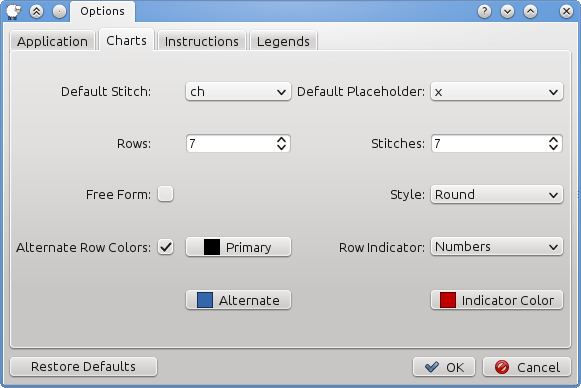 Options
Application Charts Instructions Legends
Default Stitch: ch Default Placeholder: x
Rows: 7 Stitches: 7
Free Form: Style: Round
Alternate Row Colors: Primary Row Indicator: Numbers
Alternate Indicator Color
Restore Defaults OK Cancel